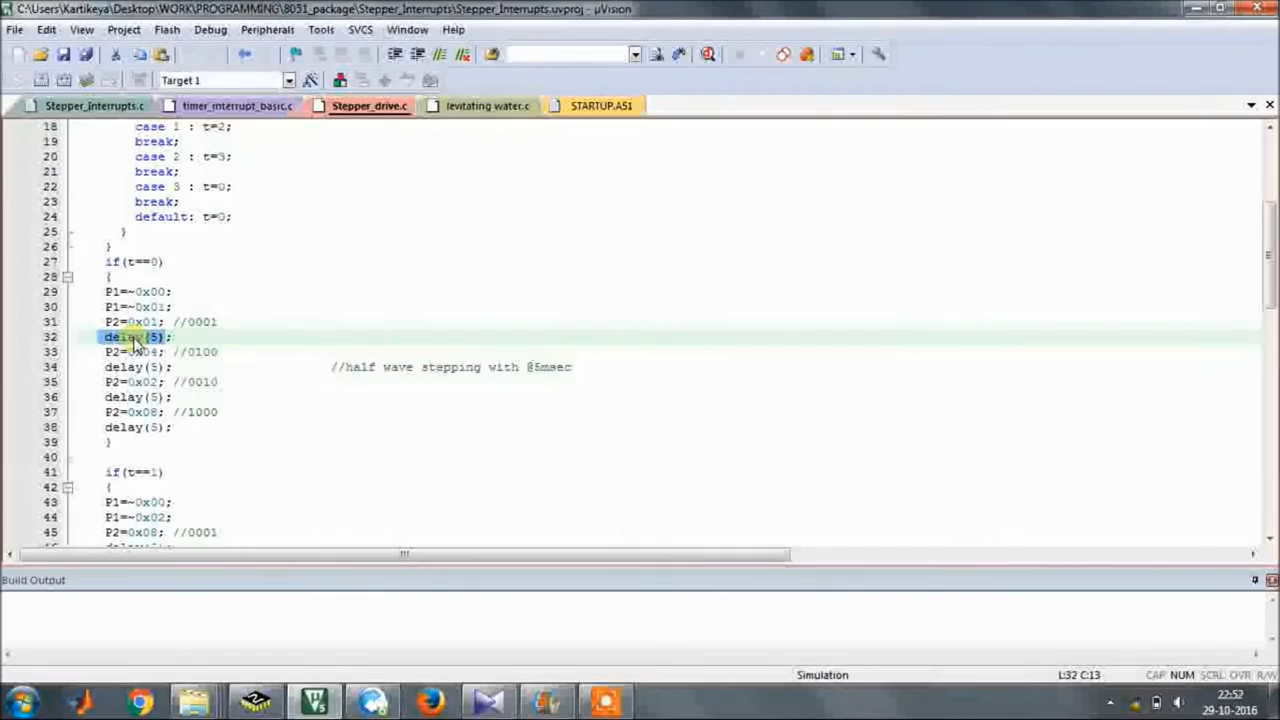 C:\Users\Kartikeya\Desktop\WORK\PROGRAMMING\8051_package\Stepper_Interrupts\Stepper_Interrupts.uvproj - µVision
File Edit View Project Flash Debug Peripherals Tools SVCS Window Help
Target 1
Stepper_Interrupts.c timer_interrupt_basic.c Stepper_drive.c levitating water.c STARTUP.A51
18 case 1 : t=2;
19 break;
20 case 2 : t=3;
21 break;
22 case 3 : t=0;
23 break;
24 default: t=0;
25 }
26 }
27 if(t==0)
28 {
29 P1=~0x00;
30 P1=~0x01;
31 P2=0x01; //0001
32 delay(5);
33 P2=0x04; //0100
34 delay(5); //half wave stepping with @5msec
35 P2=0x02; //0010
36 delay(5);
37 P2=0x08; //1000
38 delay(5);
39 }
40
41 if(t==1)
42 {
43 P1=~0x00;
44 P1=~0x02;
45 P2=0x08; //0001
Build Output
Simulation L:32 C:13 CAP NUM SCRL OVR R/W
22:52
29-10-2016